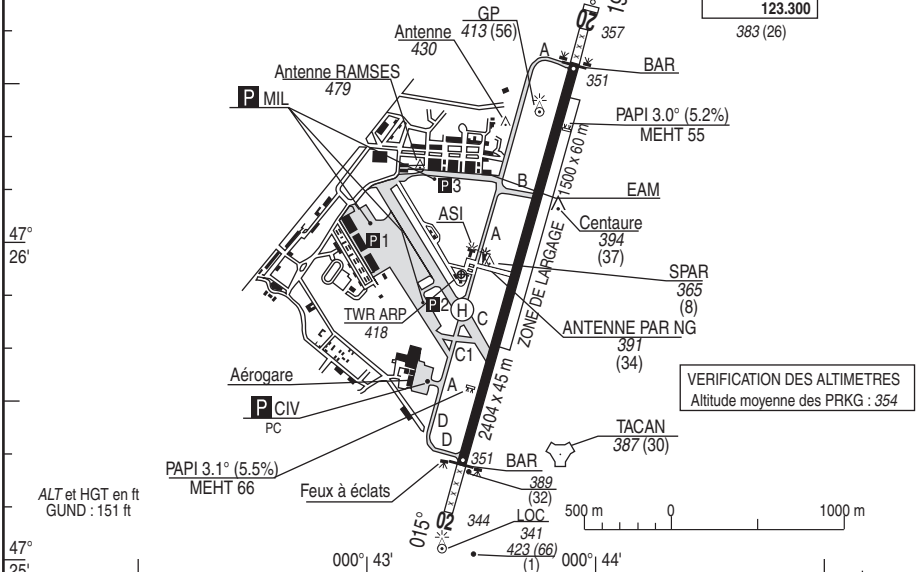 GP
413 (56)
Antenne
430
20
19
357
123.300
383 (26)
A
BAR
351
Antenne RAMSES
479
P MIL
PAPI 3.0° (5.2%)
MEHT 55
1500 x 60 m
P 3
B
EAM
ASI
A
Centaure
394
(37)
47°
26'
P 1
ZONE DE LARGAGE
SPAR
365
(8)
P 2
H
C
TWR ARP
418
ANTENNE PAR NG
391
(34)
C1
Aérogare
A
2404 x 45 m
VERIFICATION DES ALTIMETRES
Altitude moyenne des PRKG : 354
P CIV
PC
D
D
TACAN
387 (30)
PAPI 3.1° (5.5%)
MEHT 66
351
BAR
Feux à éclats
389
(32)
ALT et HGT en ft
GUND : 151 ft
015°
02
344
LOC
341
423 (66)
(1)
500 m
0
1000 m
47°
25'
000° 43'
000° 44'